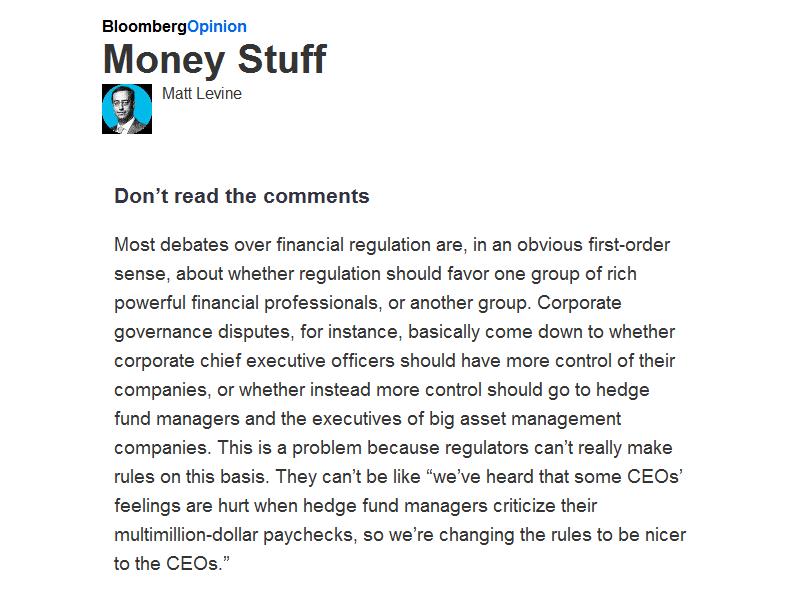 BloombergOpinion
Money Stuff
Matt Levine
Don’t read the comments
Most debates over financial regulation are, in an obvious first-order
sense, about whether regulation should favor one group of rich
powerful financial professionals, or another group. Corporate
governance disputes, for instance, basically come down to whether
corporate chief executive officers should have more control of their
companies, or whether instead more control should go to hedge
fund managers and the executives of big asset management
companies. This is a problem because regulators can’t really make
rules on this basis. They can’t be like “we’ve heard that some CEOs’
feelings are hurt when hedge fund managers criticize their
multimillion-dollar paychecks, so we’re changing the rules to be nicer
to the CEOs.”